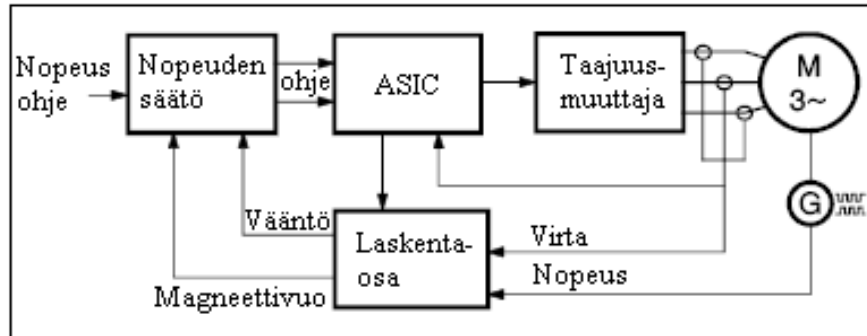 Nopeus
ohje
Nopeuden
säätö
ohje
ASIC
Taajuus-
muuttaja
M
3~
G
Vääntö
Magneettivuo
Laskenta-
osa
Virta
Nopeus